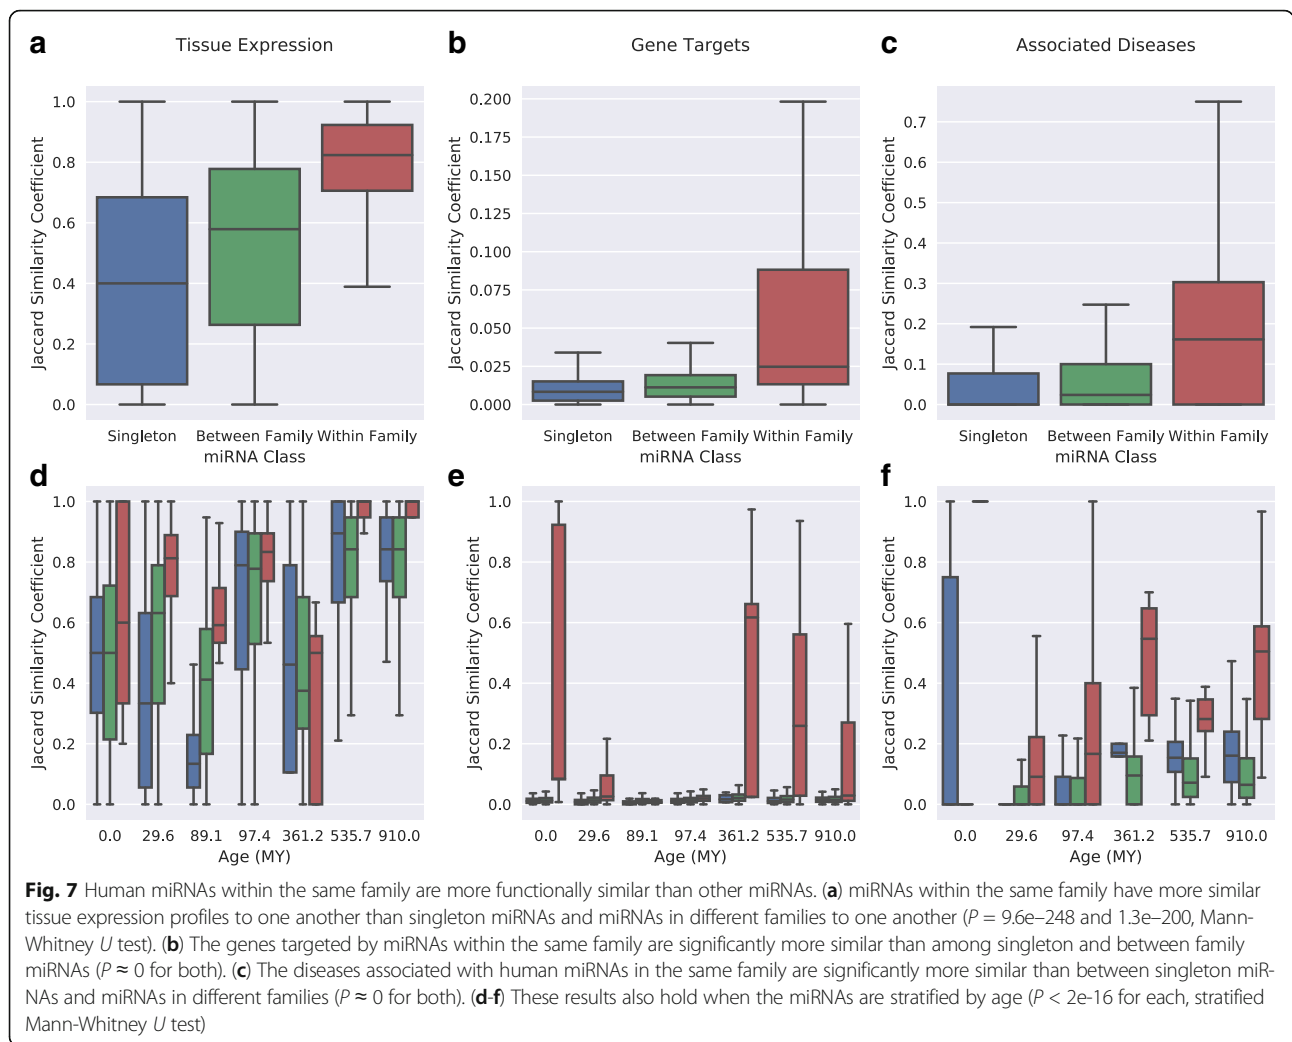 a Tissue Expression
b Gene Targets
c Associated Diseases
Jaccard Similarity Coefficient
1.0
0.8
0.6
0.4
0.2
0.0
Singleton Between Family Within Family
miRNA Class
Jaccard Similarity Coefficient
0.200
0.175
0.150
0.125
0.100
0.075
0.050
0.025
0.000
Singleton Between Family Within Family
miRNA Class
Jaccard Similarity Coefficient
0.7
0.6
0.5
0.4
0.3
0.2
0.1
0.0
Singleton Between Family Within Family
miRNA Class
d
Jaccard Similarity Coefficient
1.0
0.8
0.6
0.4
0.2
0.0
0.0 29.6 89.1 97.4 361.2 535.7 910.0
Age (MY)
e
Jaccard Similarity Coefficient
1.0
0.8
0.6
0.4
0.2
0.0
0.0 29.6 89.1 97.4 361.2 535.7 910.0
Age (MY)
f
Jaccard Similarity Coefficient
1.0
0.8
0.6
0.4
0.2
0.0
0.0 29.6 97.4 361.2 535.7 910.0
Age (MY)
Fig. 7 Human miRNAs within the same family are more functionally similar than other miRNAs. (a) miRNAs within the same family have more similar
tissue expression profiles to one another than singleton miRNAs and miRNAs in different families to one another (P = 9.6e–248 and 1.3e–200, Mann-
Whitney U test). (b) The genes targeted by miRNAs within the same family are significantly more similar than among singleton and between family
miRNAs (P ≈ 0 for both). (c) The diseases associated with human miRNAs in the same family are significantly more similar than between singleton miR-
NAs and miRNAs in different families (P ≈ 0 for both). (d-f) These results also hold when the miRNAs are stratified by age (P < 2e-16 for each, stratified
Mann-Whitney U test)